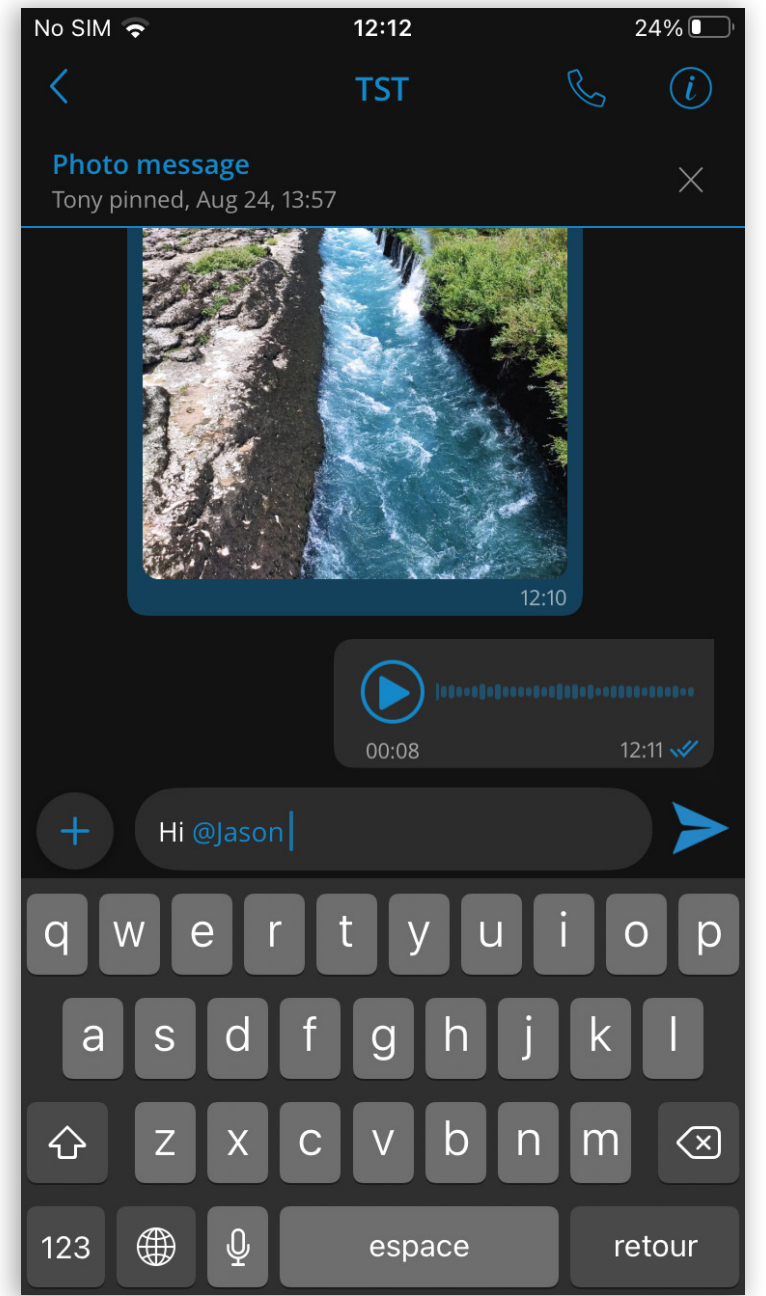 No SIM 12:12 24%
TST
Photo message
Tony pinned, Aug 24, 13:57
12:10
00:08 12:11
Hi @Jason
q w e r t y u i o p
a s d f g h j k l
z x c v b n m
123 espace retour